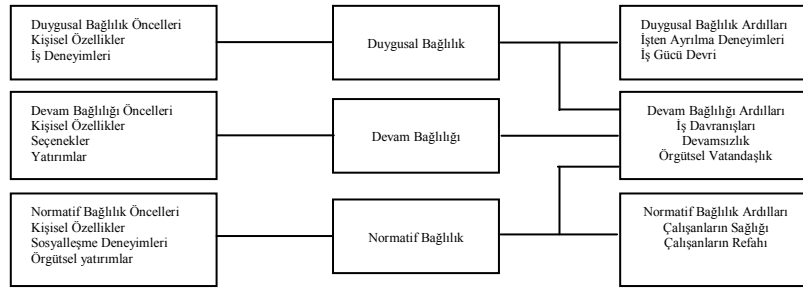 Duygusal Bağlılık Öncelleri
Kişisel Özellikler
İş Deneyimleri
Duygusal Bağlılık
Duygusal Bağlılık Ardılları
İşten Ayrılma Deneyimleri
İş Gücü Devri
Devam Bağlılığı Öncelleri
Kişisel Özellikler
Seçenekler
Yatırımlar
Devam Bağlılığı
Devam Bağlılığı Ardılları
İş Davranışları
Devamsızlık
Örgütsel Vatandaşlık
Normatif Bağlılık Öncelleri
Kişisel Özellikler
Sosyalleşme Deneyimleri
Örgütsel yatırımlar
Normatif Bağlılık
Normatif Bağlılık Ardılları
Çalışanların Sağlığı
Çalışanların Refahı